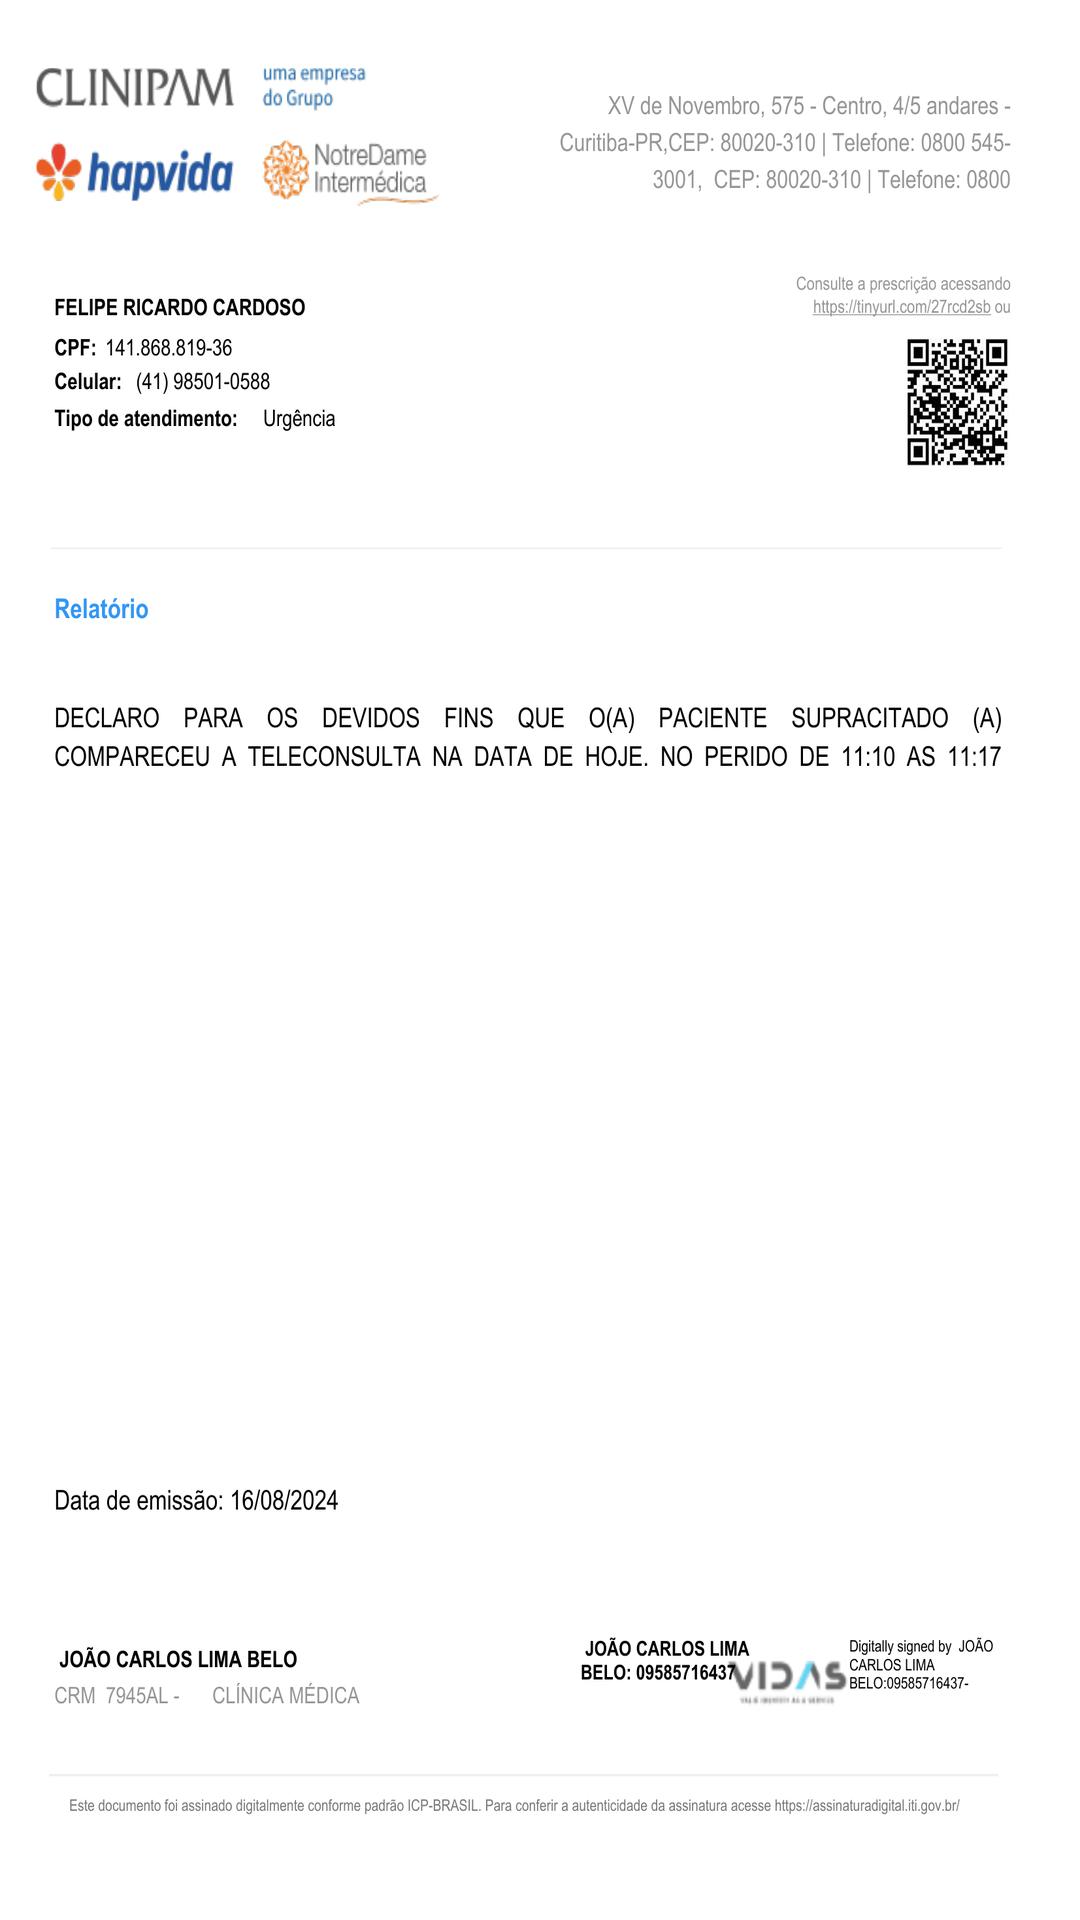 CLINIPAM uma empresa
do Grupo
hapvida NotreDame
Intermédica
XV de Novembro, 575 - Centro, 4/5 andares -
Curitiba-PR,CEP: 80020-310 | Telefone: 0800 545-
3001, CEP: 80020-310 | Telefone: 0800
Consulte a prescrição acessando
https://tinyurl.com/27rcd2sb ou
FELIPE RICARDO CARDOSO
CPF: 141.868.819-36
Celular: (41) 98501-0588
Tipo de atendimento: Urgência
Relatório
DECLARO PARA OS DEVIDOS FINS QUE O(A) PACIENTE SUPRACITADO (A)
COMPARECEU A TELECONSULTA NA DATA DE HOJE. NO PERIDO DE 11:10 AS 11:17
Data de emissão: 16/08/2024
JOÃO CARLOS LIMA BELO
CRM 7945AL - CLÍNICA MÉDICA
JOÃO CARLOS LIMA
BELO: 09585716437
VIDAS
Digitally signed by JOÃO
CARLOS LIMA
BELO:09585716437-
Este documento foi assinado digitalmente conforme padrão ICP-BRASIL. Para conferir a autenticidade da assinatura acesse https://assinaturadigital.iti.gov.br/